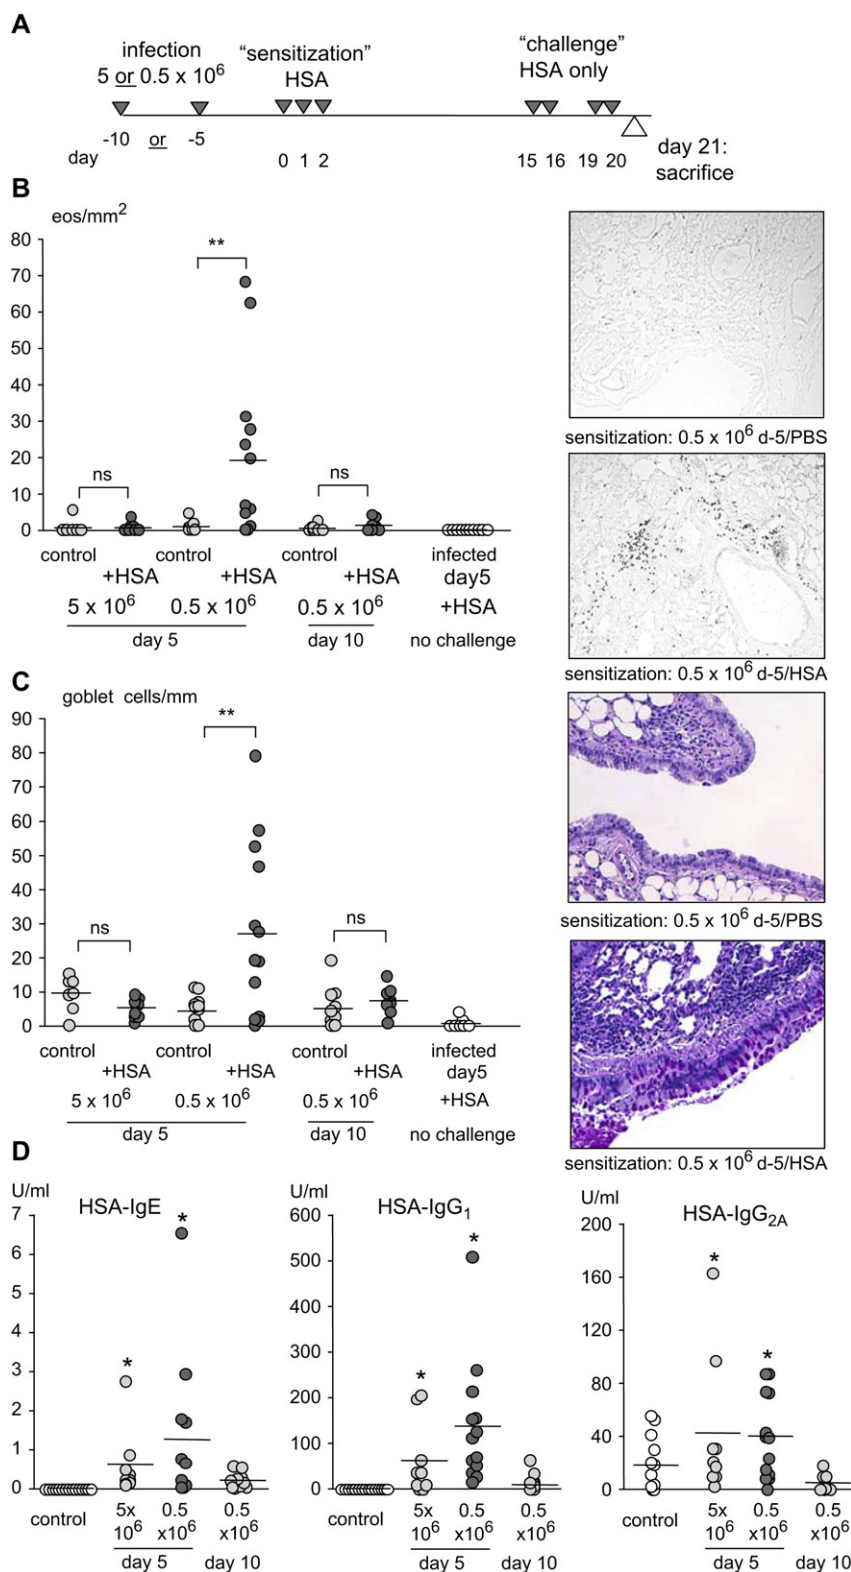 A
infection
5 or 0.5 x 10⁶
"sensitization"
HSA
"challenge"
HSA only
-10 or -5
day
0 1 2
15 16 19 20
day 21:
sacrifice
B
eos/mm²
80
70
60
50
40
30
20
10
0
ns
**
ns
control
+HSA
control
+HSA
control
+HSA
infected
day5
+HSA
5 x 10⁶
0.5 x 10⁶
0.5 x 10⁶
day 5
day 10
no challenge
sensitization: 0.5 x 10⁶ d-5/PBS
sensitization: 0.5 x 10⁶ d-5/HSA
C
goblet cells/mm
90
80
70
60
50
40
30
20
10
0
ns
**
ns
control
+HSA
control
+HSA
control
+HSA
infected
day5
+HSA
5 x 10⁶
0.5 x 10⁶
0.5 x 10⁶
day 5
day 10
no challenge
sensitization: 0.5 x 10⁶ d-5/PBS
sensitization: 0.5 x 10⁶ d-5/HSA
D
U/ml
HSA-IgE
7
6
5
4
3
2
1
0
*
*
control
5x
10⁶
0.5
x10⁶
0.5
x10⁶
day 5
day 10
U/ml
HSA-IgG₁
600
500
400
300
200
100
0
*
*
control
5x
10⁶
0.5
x10⁶
0.5
x10⁶
day 5
day 10
U/ml
HSA-IgG₂A
200
160
120
80
40
0
*
*
control
5x
10⁶
0.5
x10⁶
0.5
x10⁶
day 5
day 10